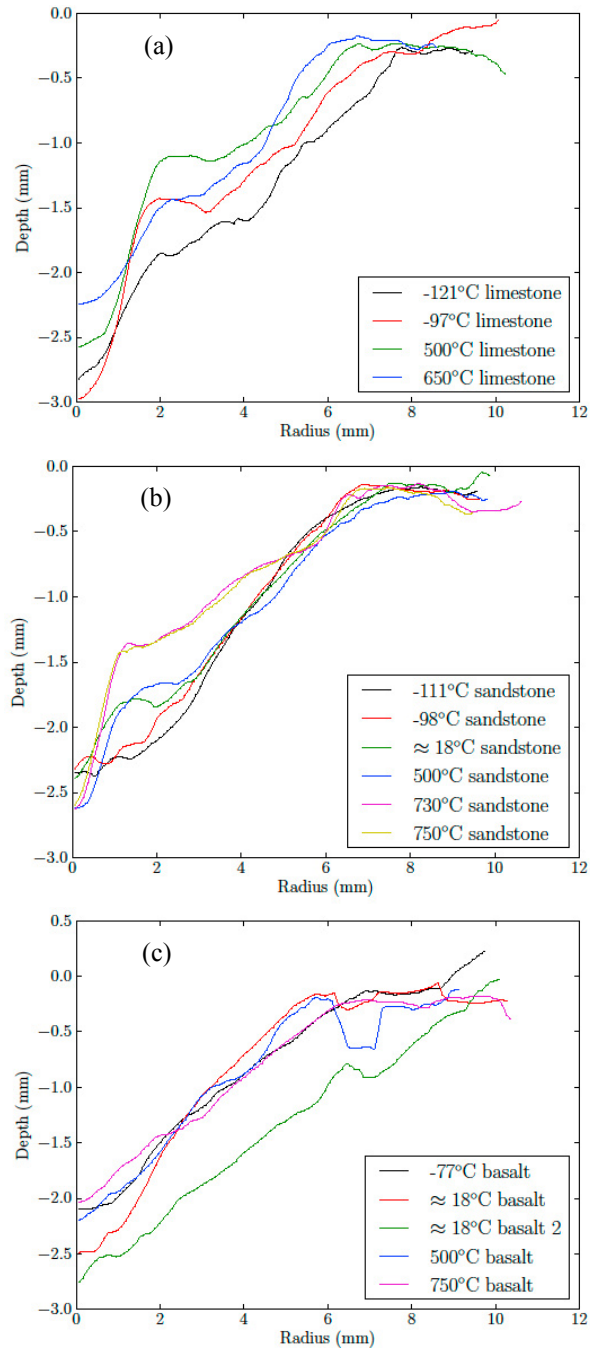 (a)
0.0
−0.5
−1.0
−1.5
−2.0
−2.5
−3.0
Depth (mm)
-121°C limestone
-97°C limestone
500°C limestone
650°C limestone
0 2 4 6 8 10 12
Radius (mm)
(b)
0.0
−0.5
−1.0
−1.5
−2.0
−2.5
−3.0
Depth (mm)
-111°C sandstone
-98°C sandstone
≈ 18°C sandstone
500°C sandstone
730°C sandstone
750°C sandstone
0 2 4 6 8 10 12
Radius (mm)
(c)
0.5
0.0
−0.5
−1.0
−1.5
−2.0
−2.5
−3.0
Depth (mm)
-77°C basalt
≈ 18°C basalt
≈ 18°C basalt 2
500°C basalt
750°C basalt
0 2 4 6 8 10 12
Radius (mm)